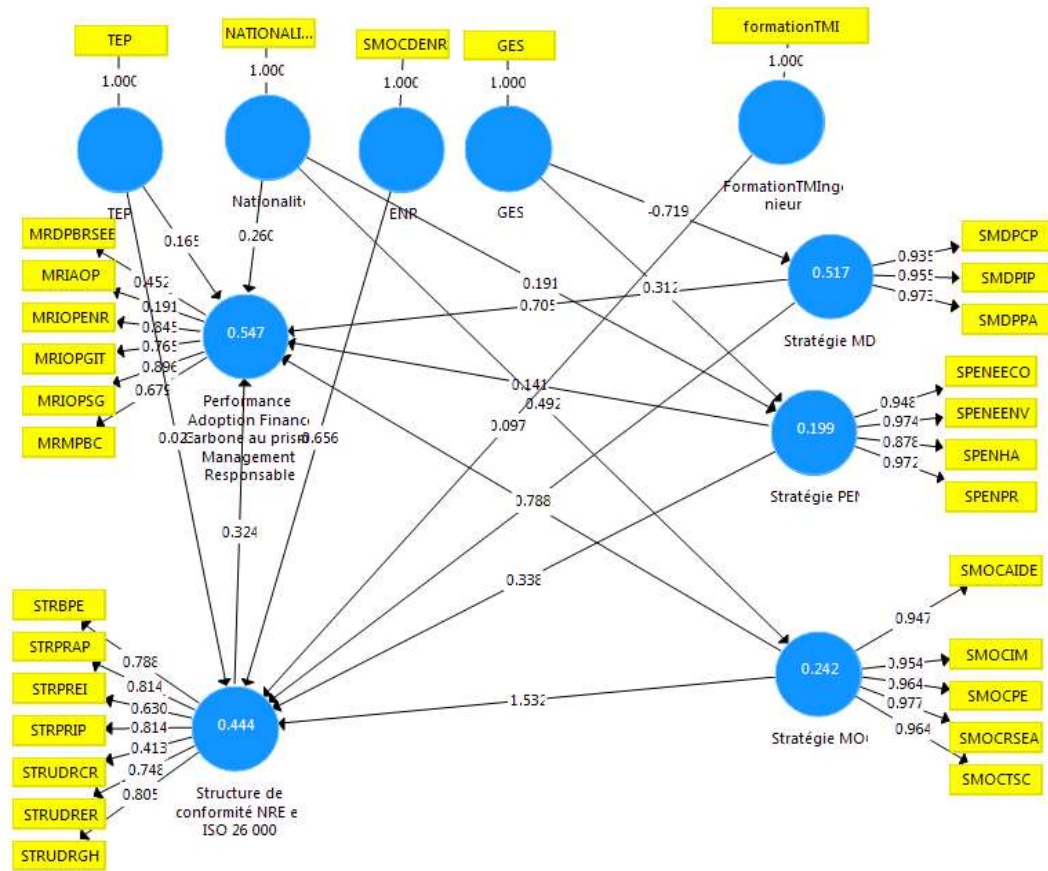 TEP
NATIONALI...
SMOCDENR
GES
formationTMI
1.000
1.000
1.000
1.000
1.000
TEP
Nationalité
ENR
GES
FormationTMInge
nieur
MRDPBRSEE
MRIAOP
MRIOPENR
MRIOPGIT
MRIOPSG
MRMPBC
0.165
0.260
-0.719
0.452
0.191
0.845
0.765
0.896
0.679
0.547
Performance
Adoption Finance
Carbone au prism
Management
Responsable
0.191
0.312
0.705
0.517
Stratégie MD
0.935
0.955
0.973
SMDPCP
SMDPIP
SMDPPA
0.141
0.492
0.097
0.656
0.199
Stratégie PEN
0.948
0.974
0.878
0.972
SPENEECO
SPENEENV
SPENHA
SPENPR
0.324
0.788
0.338
1.532
STRBPE
STRPRAP
STRPREI
STRPRIP
STRUDRCR
STRUDRER
STRUDRGH
0.788
0.814
0.630
0.814
0.413
0.748
0.805
0.444
Structure de
conformité NRE e
ISO 26 000
0.242
Stratégie MO
0.947
0.954
0.964
0.977
0.964
SMOCAIDE
SMOCIM
SMOCPE
SMOCRSEA
SMOCTSC